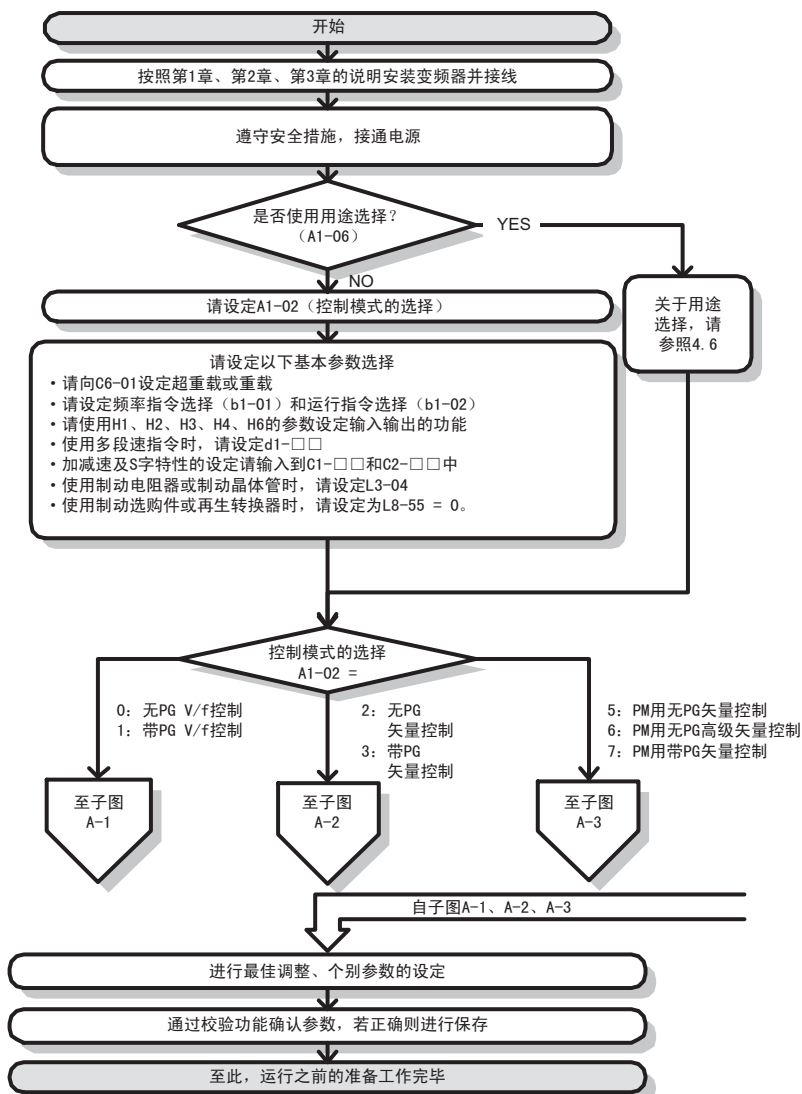 开始
按照第1章、第2章、第3章的说明安装变频器并接线
遵守安全措施，接通电源
是否使用用途选择？
（A1-06）
YES
NO
请设定A1-02（控制模式的选择）
关于用途
选择，请
参照4.6
请设定以下基本参数选择
・请向C6-01设定超重载或重载
・请设定频率指令选择（b1-01）和运行指令选择（b1-02）
・请使用H1、H2、H3、H4、H6的参数设定输入输出的功能
・使用多段速指令时，请设定d1-□□
・加减速及S字特性的设定请输入到C1-□□和C2-□□中
・使用制动电阻器或制动晶体管时，请设定L3-04
・使用制动选购件或再生转换器时，请设定为L8-55 = 0。
控制模式的选择
A1-02 =
0: 无PG V/f控制
1: 带PG V/f控制
2: 无PG
矢量控制
3: 带PG
矢量控制
5: PM用无PG矢量控制
6: PM用无PG高级矢量控制
7: PM用带PG矢量控制
至子图
A-1
至子图
A-2
至子图
A-3
自子图A-1、A-2、A-3
进行最佳调整、个别参数的设定
通过校验功能确认参数，若正确则进行保存
至此，运行之前的准备工作完毕